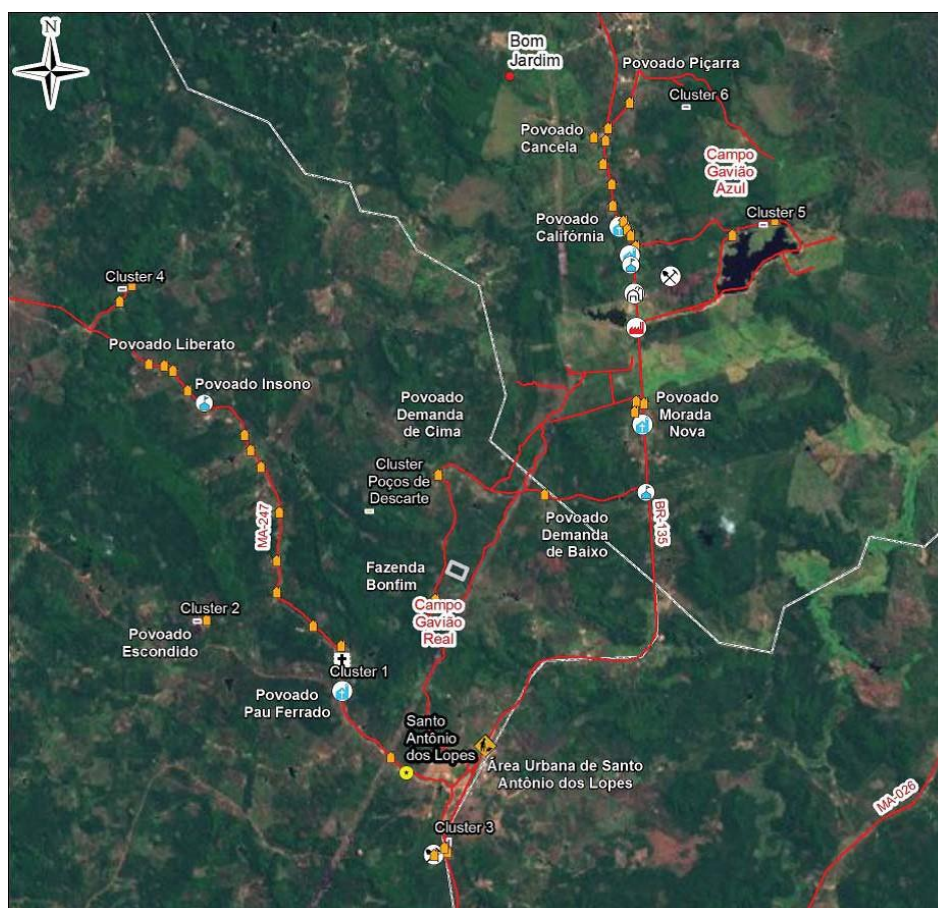 N
Bom
Jardim
Povoado Piçarra
Cluster 6
Povoado
Cancela
Campo
Gavião
Azul
Povoado
Califórnia
Cluster 5
Cluster 4
Povoado Liberato
Povoado Insono
Povoado
Demanda
de Cima
Povoado
Morada
Nova
Cluster
Poços de
Descarte
MA-247
BR-135
Povoado
Demanda
de Baixo
Fazenda
Bonfim
Campo
Gavião
Real
Cluster 2
Povoado
Escondido
Cluster 1
Povoado
Pau Ferrado
Santo
Antônio
dos Lopes
Área Urbana de Santo
Antônio dos Lopes
MA-026
Cluster 3